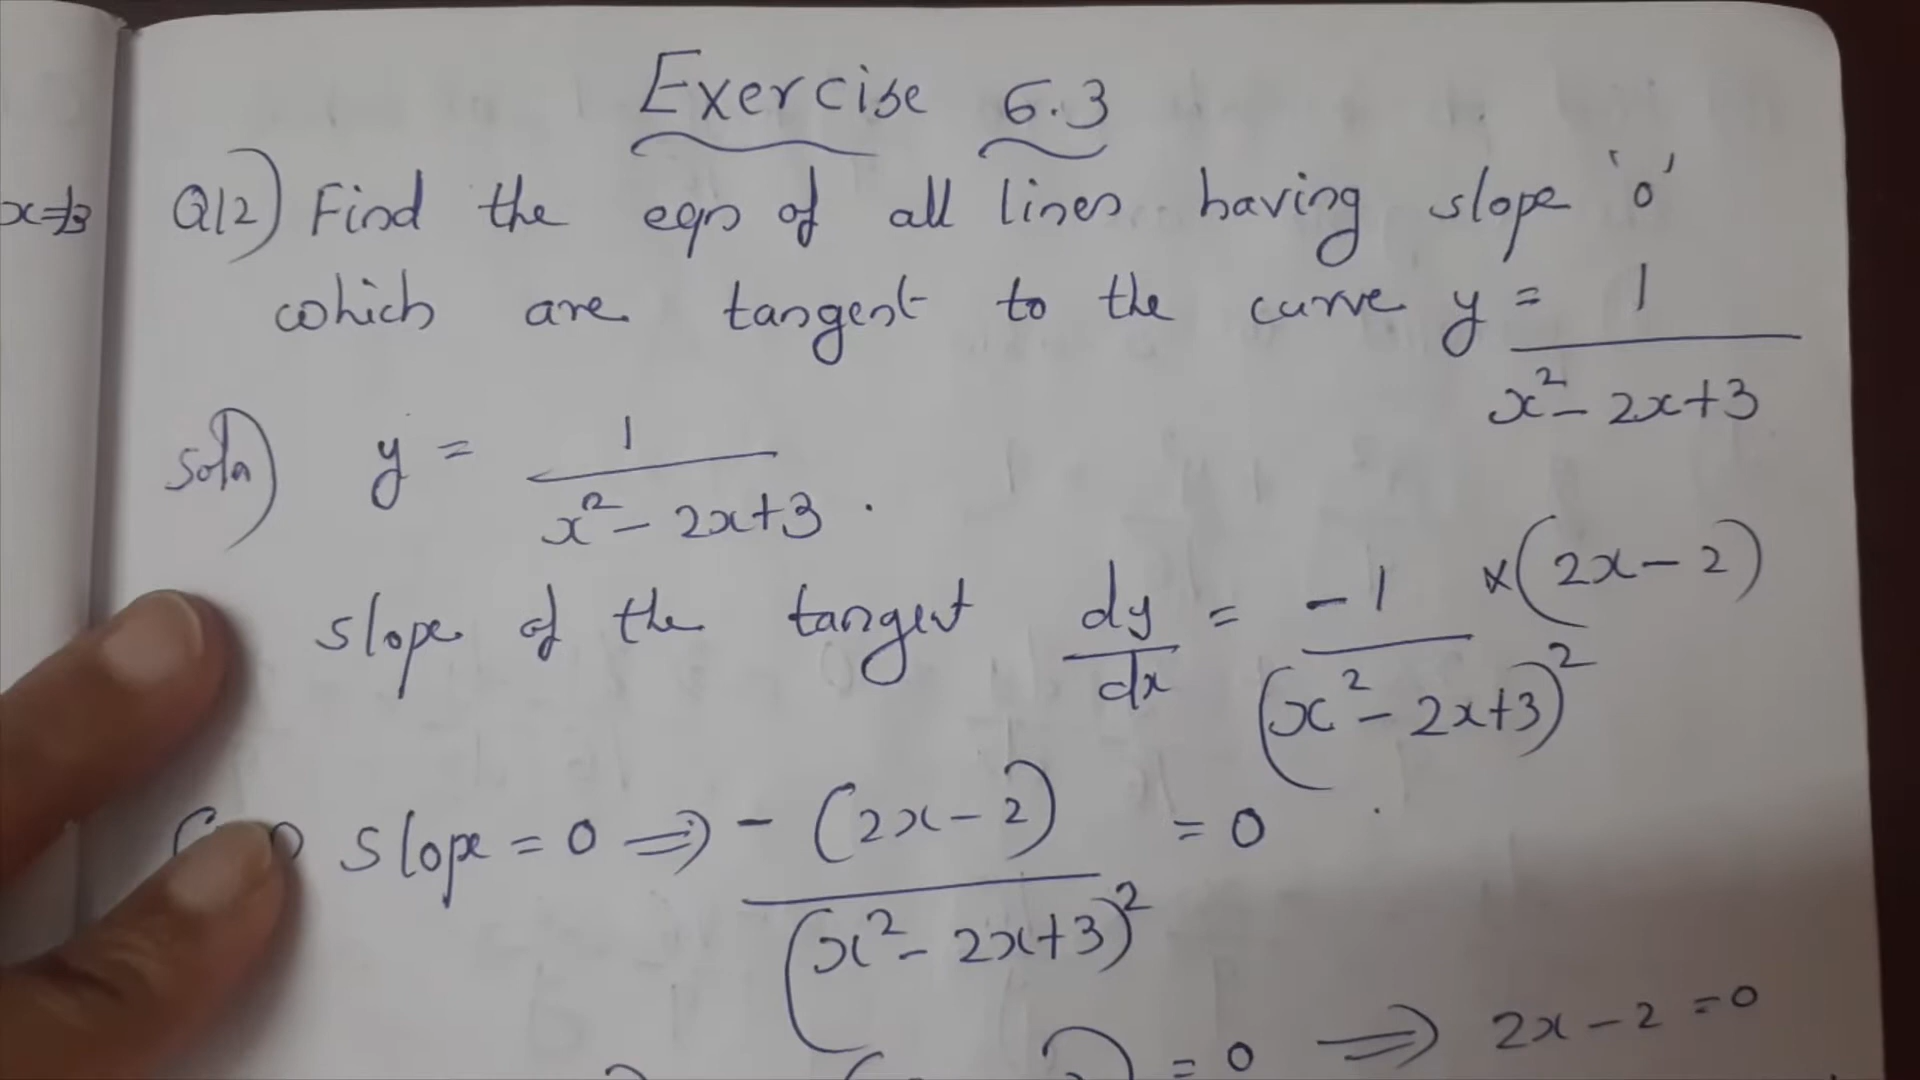 Exercise 6.3
Q12) Find the eqn of all lines having slope '0'
which are tangent to the curve y = 1/(x² - 2x+3)
Soln) y = 1/(x² - 2x+3) .
slope of the tangent dy/dx = -1/(x² - 2x+3)² × (2x-2)
slope = 0 ⇒ -(2x-2)/(x² - 2x+3)² = 0
= 0 ⇒ 2x-2 = 0